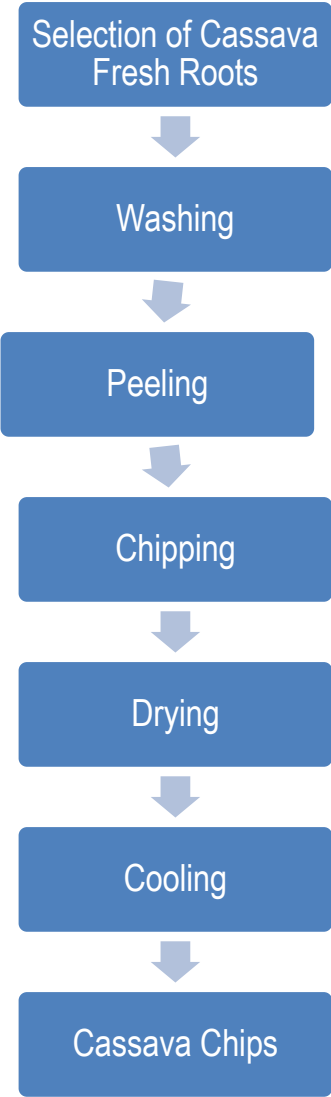 Selection of Cassava
Fresh Roots
Washing
Peeling
Chipping
Drying
Cooling
Cassava Chips